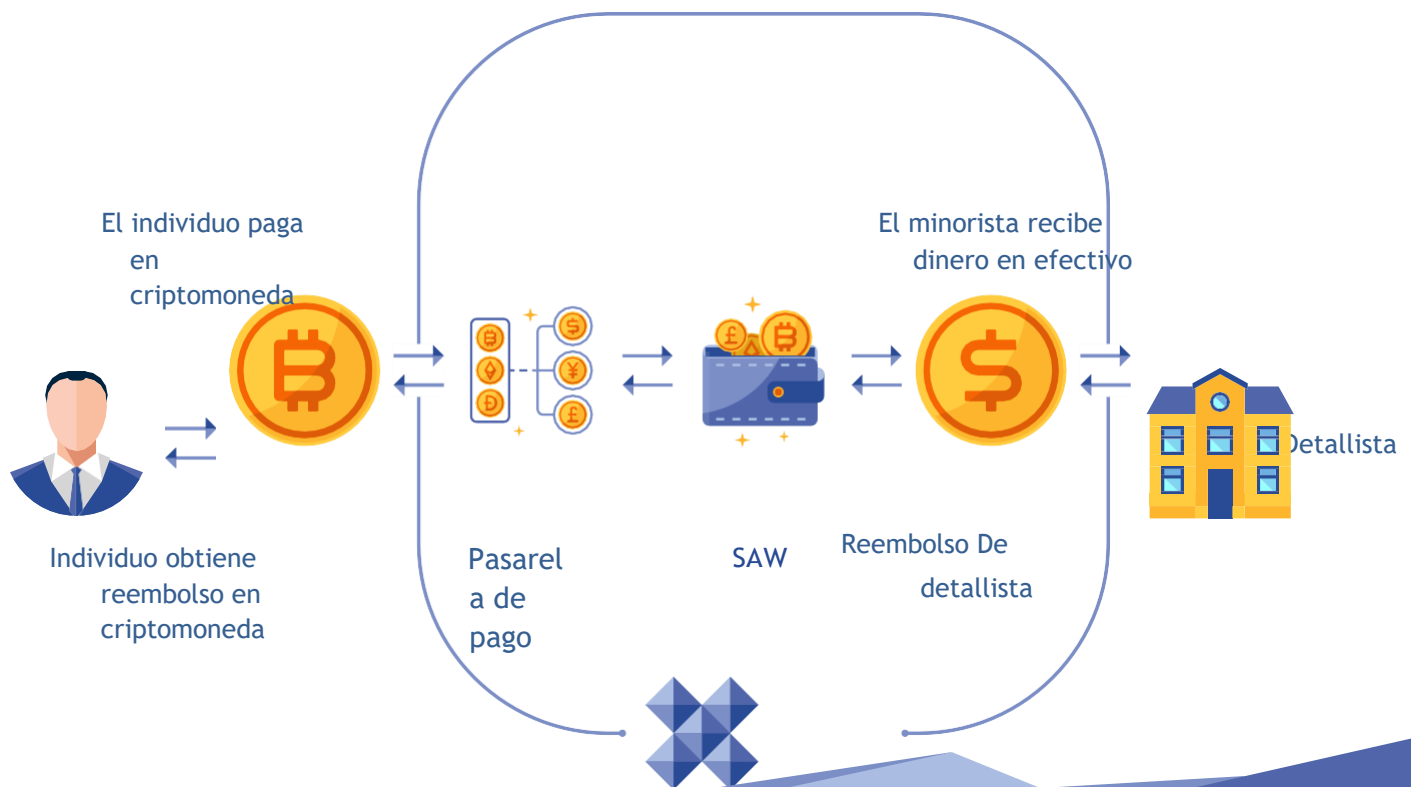 El individuo paga
en
criptomoneda
El minorista recibe
dinero en efectivo
Detallista
Individuo obtiene
reembolso en
criptomoneda
Pasarel
a de
pago
SAW
Reembolso De
detallista